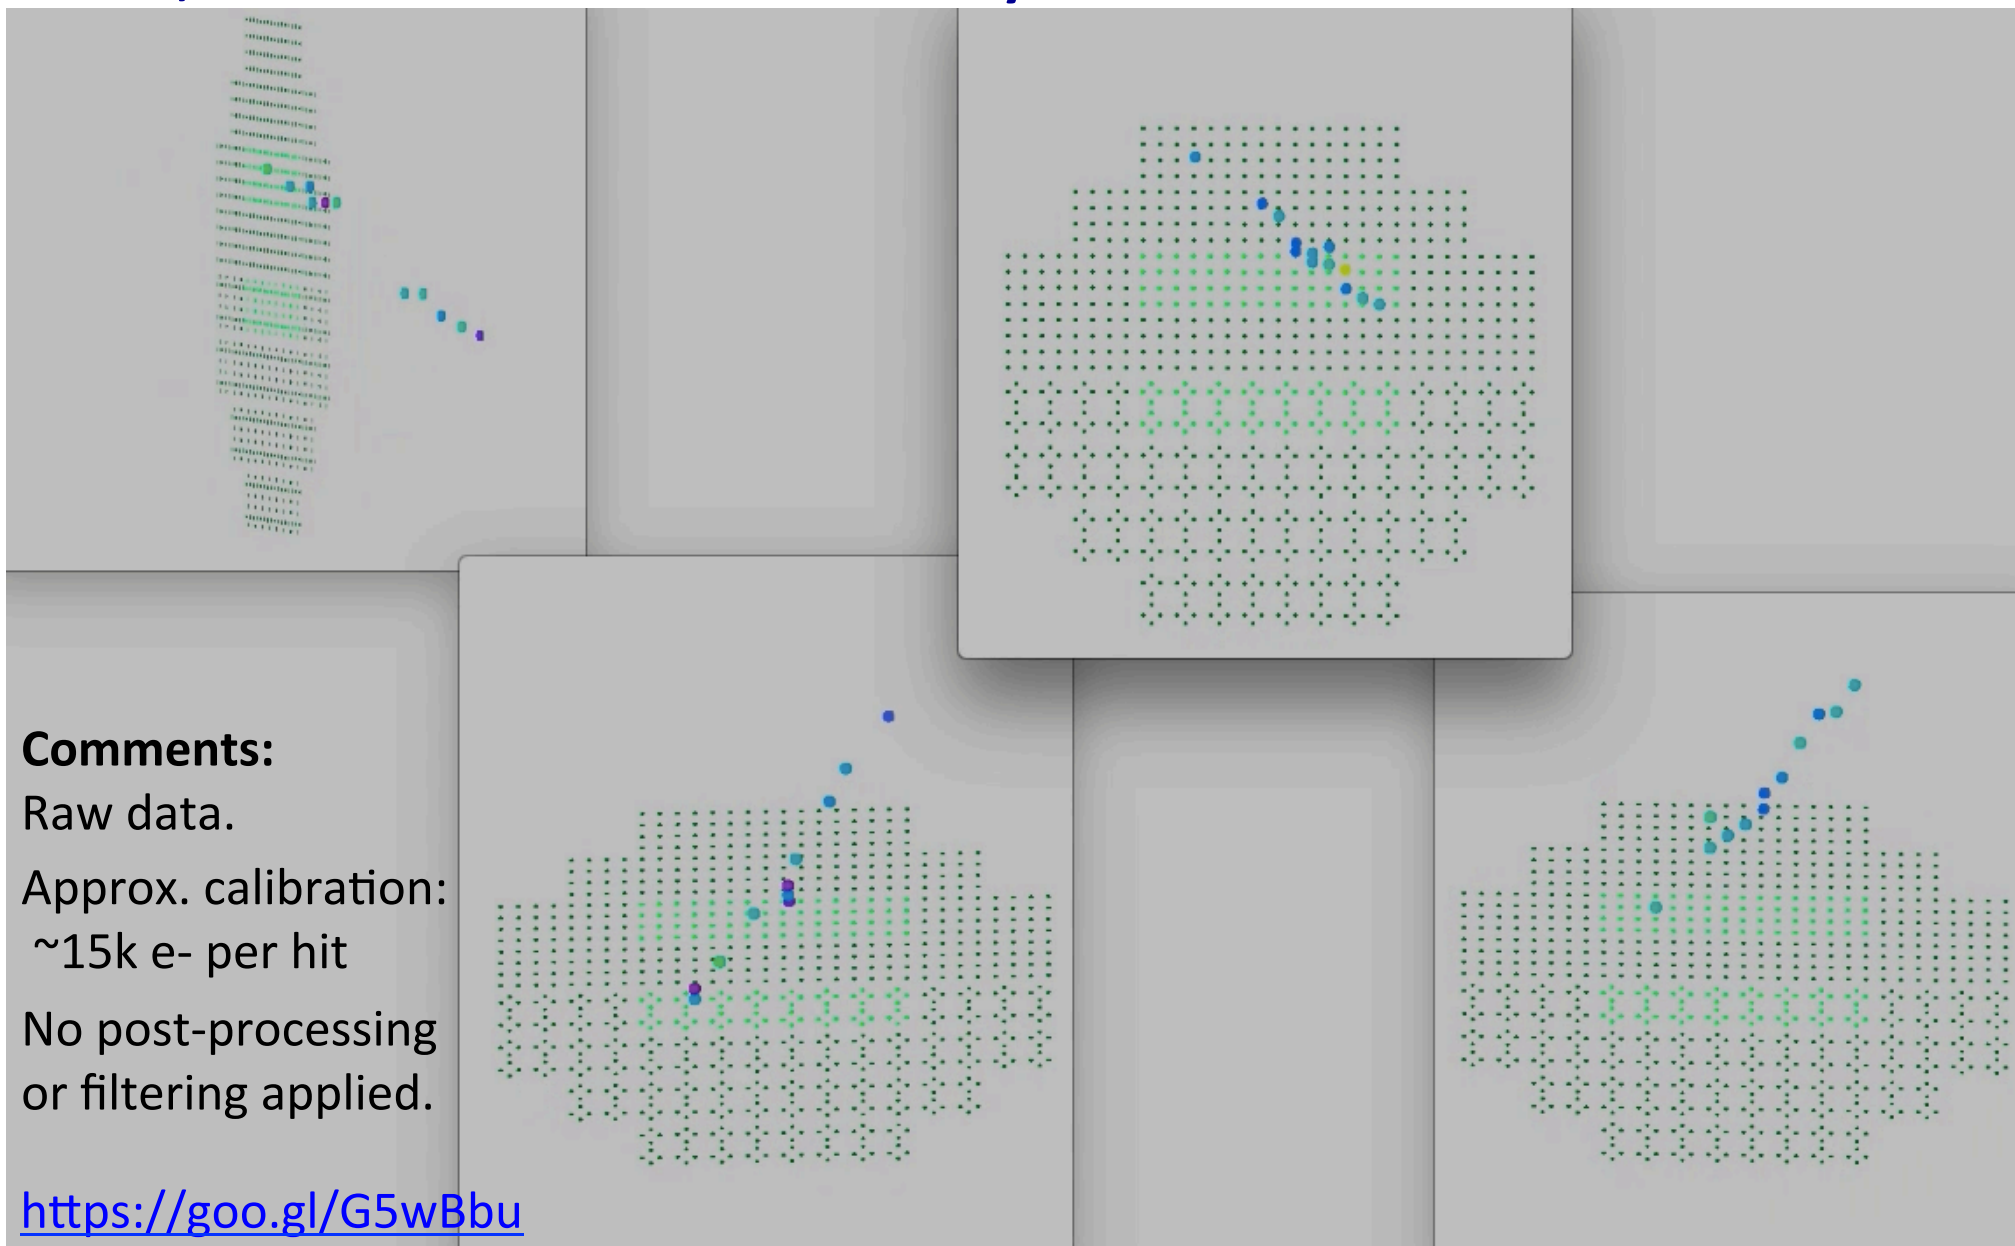 Comments:
Raw data.
Approx. calibration:
~15k e- per hit
No post-processing
or filtering applied.
https://goo.gl/G5wBbu